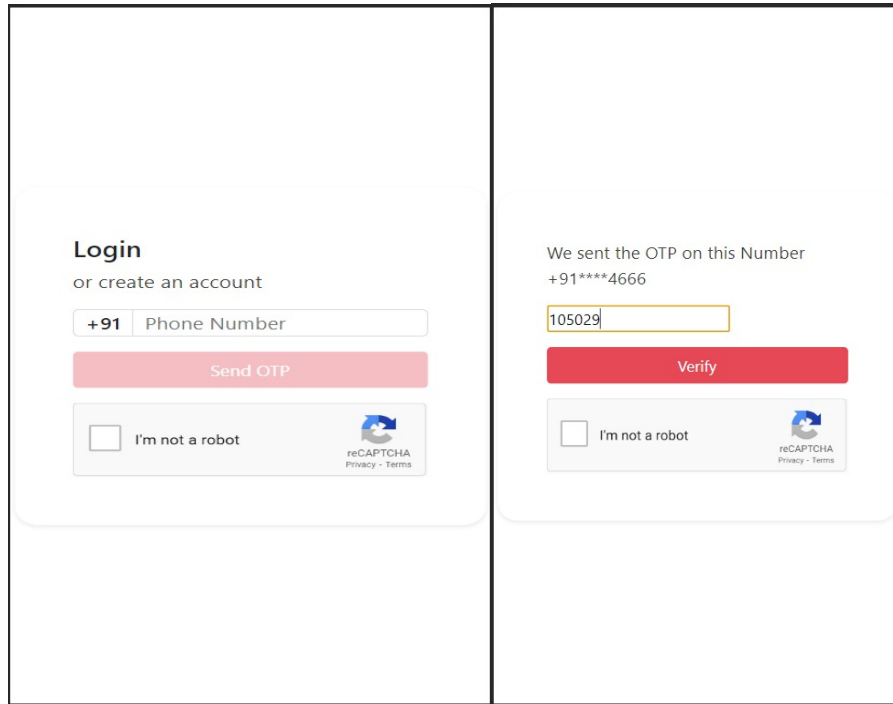 Login
or create an account
+91 Phone Number
Send OTP
I'm not a robot
reCAPTCHA
Privacy - Terms
We sent the OTP on this Number
+91****4666
105029
Verify
I'm not a robot
reCAPTCHA
Privacy - Terms